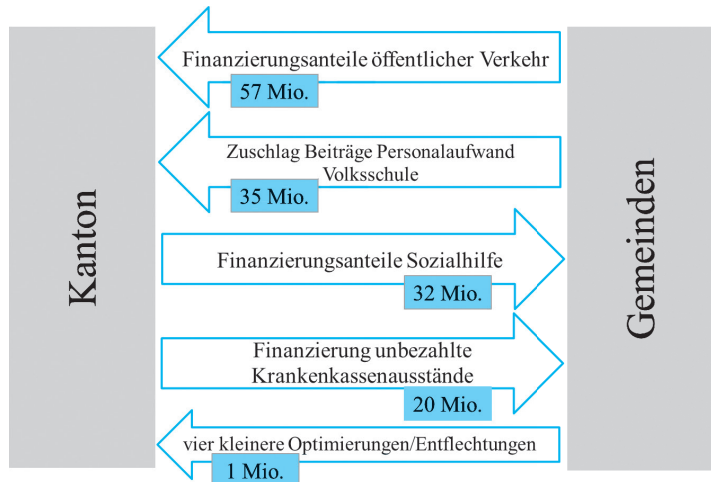 Kanton
Finanzierungsanteile öffentlicher Verkehr
57 Mio.
Zuschlag Beiträge Personalaufwand
Volksschule
35 Mio.
Finanzierungsanteile Sozialhilfe
32 Mio.
Finanzierung unbezahlte
Krankenkassenausstände
20 Mio.
vier kleinere Optimierungen/Entflechtungen
1 Mio.
Gemeinden